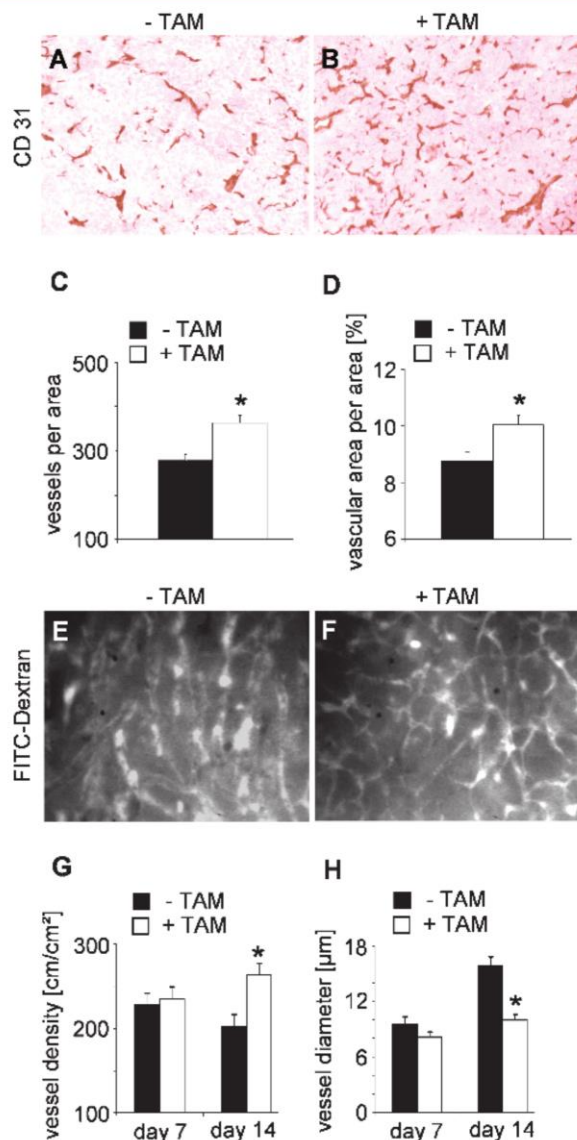 - TAM + TAM
CD 31
A B
C D
- TAM - TAM
+ TAM + TAM
vessels per area
500
300
100
*
vascular area per area [%]
12
10
8
6
*
- TAM + TAM
FITC-Dextran
E F
G H
- TAM - TAM
+ TAM + TAM
vessel density [cm/cm²]
300
200
100
*
day 7 day 14
vessel diameter [µm]
18
12
6
0
*
day 7 day 14